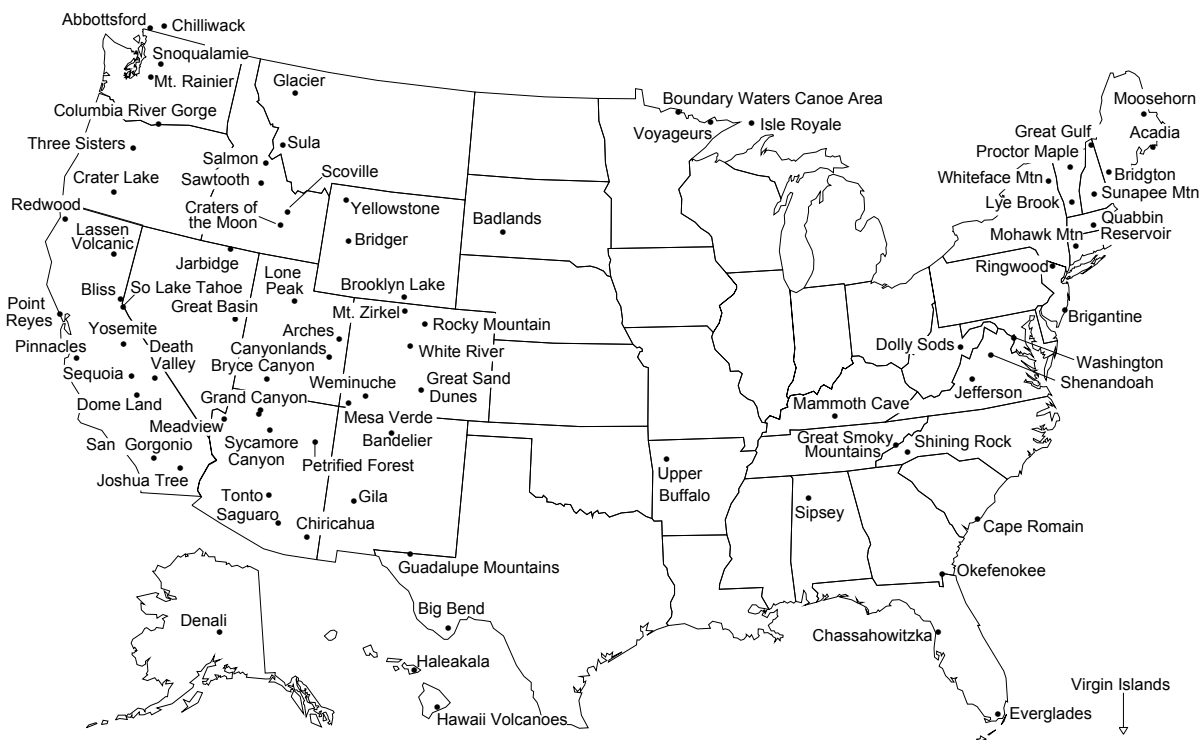 Abbottsford
Chilliwack
Snoqualamie
Mt. Rainier
Columbia River Gorge
Three Sisters
Crater Lake
Redwood
Lassen
Volcanic
Glacier
Sula
Salmon
Sawtooth
Scoville
Craters of
the Moon
Yellowstone
Bridger
Badlands
Jarbidge
Lone
Peak
Brooklyn Lake
Bliss
So Lake Tahoe
Great Basin
Mt. Zirkel
Rocky Mountain
Point
Reyes
Yosemite
Arches
Canyonlands
White River
Pinnacles
Death
Valley
Bryce Canyon
Sequoia
Weminuche
Great Sand
Dunes
Dome Land
Grand Canyon
Mesa Verde
Meadview
Bandelier
San Gorgonio
Sycamore
Canyon
Petrified Forest
Joshua Tree
Tonto
Gila
Saguaro
Chiricahua
Guadalupe Mountains
Big Bend
Denali
Haleakala
Hawaii Volcanoes
Boundary Waters Canoe Area
Voyageurs
Isle Royale
Moosehorn
Great Gulf
Acadia
Proctor Maple
Whiteface Mtn
Bridgton
Sunapee Mtn
Lye Brook
Quabbin
Reservoir
Mohawk Mtn
Ringwood
Brigantine
Dolly Sods
Washington
Shenandoah
Jefferson
Mammoth Cave
Great Smoky
Mountains
Shining Rock
Upper
Buffalo
Sipsey
Cape Romain
Okefenokee
Chassahowitzka
Everglades
Virgin Islands